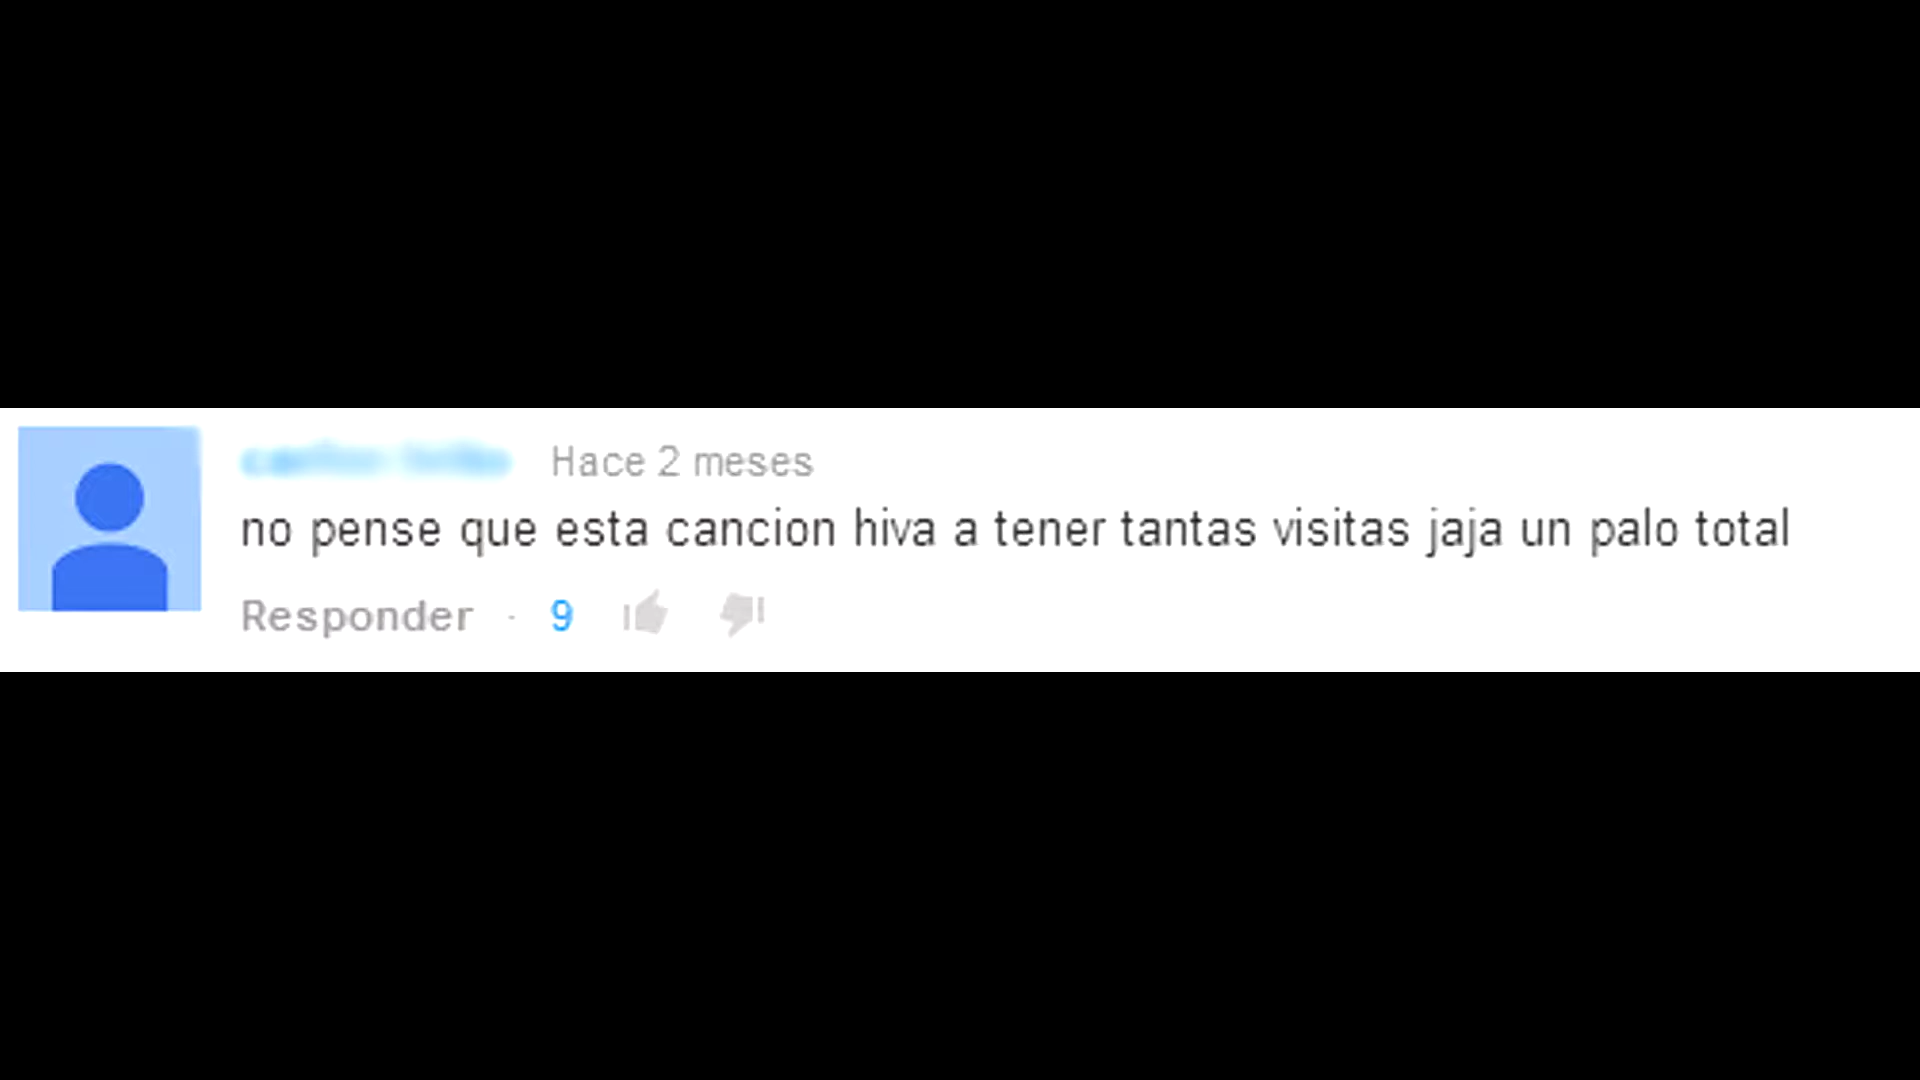 Hace 2 meses
no pense que esta cancion hiva a tener tantas visitas jaja un palo total
Responder · 9